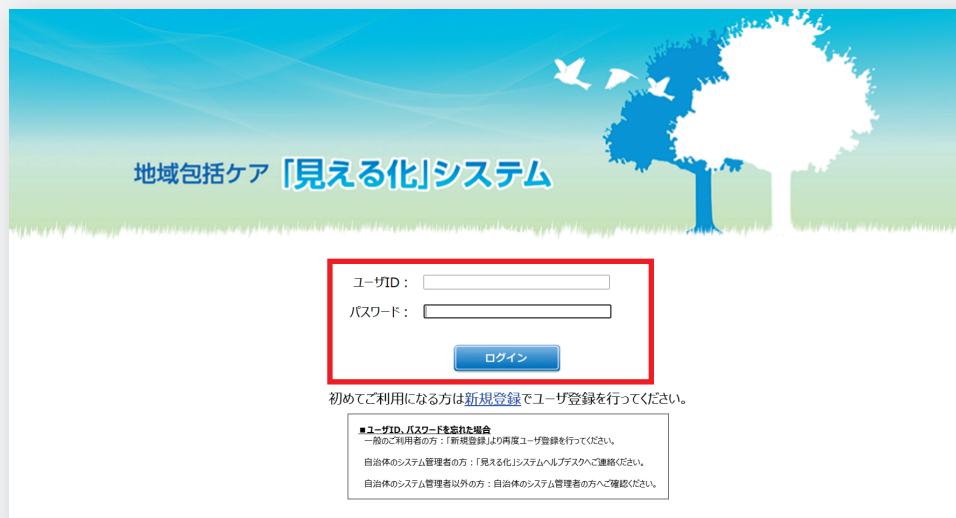 地域包括ケア「見える化」システム
ユーザID：
パスワード：
ログイン
初めてご利用になる方は新規登録でユーザ登録を行ってください。
■ユーザID、パスワードを忘れた場合
一般のご利用者の方：「新規登録」より再度ユーザ登録を行ってください。
自治体のシステム管理者の方：「見える化」システムヘルプデスクへご連絡ください。
自治体のシステム管理者以外の方：自治体のシステム管理者の方へご確認ください。